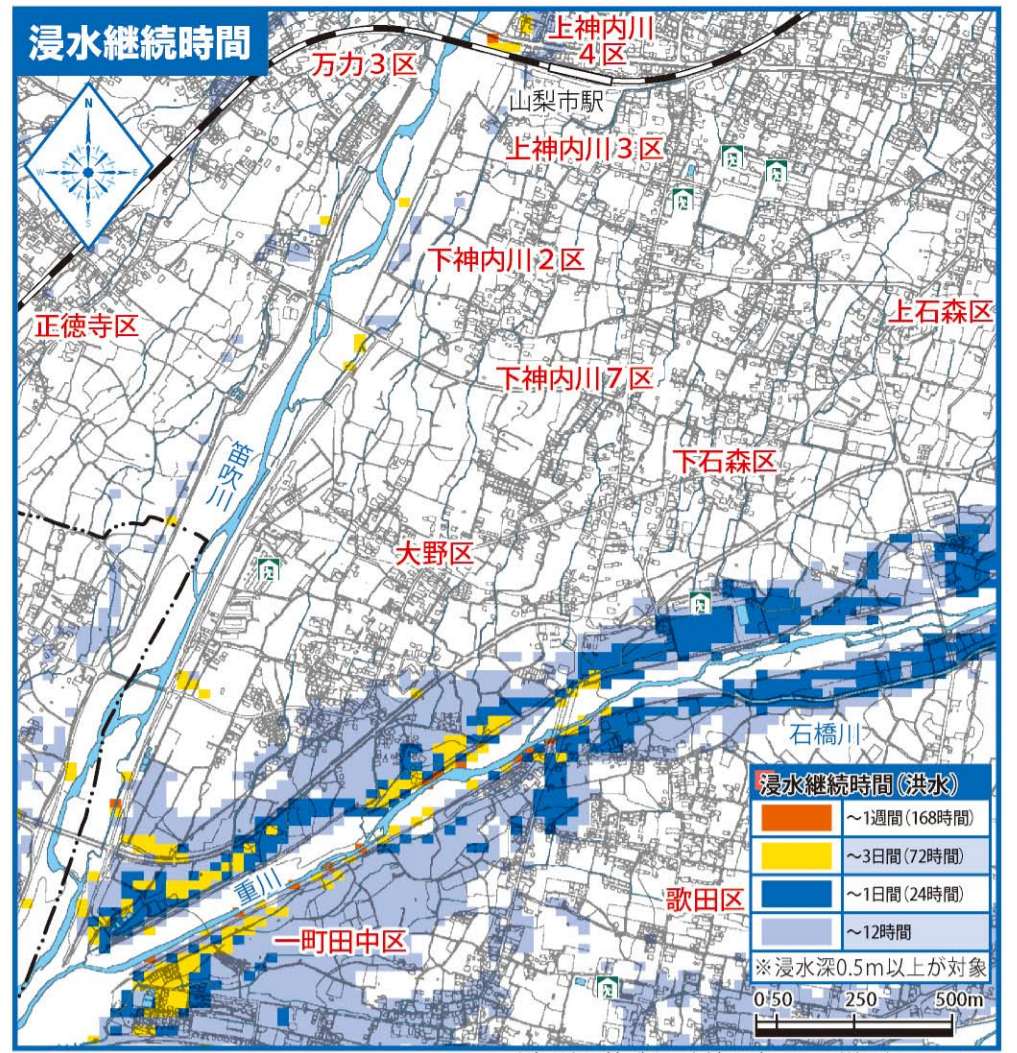 浸水継続時間
N
W
E
S
上神内川
4区
万力3区
山梨市駅
上神内川3区
下神内川2区
正徳寺区
上石森区
下神内川7区
笛吹川
下石森区
大野区
石橋川
重川
歌田区
一町田中区
浸水継続時間(洪水)
～1週間(168時間)
～3日間(72時間)
～1日間(24時間)
～12時間
※浸水深0.5m以上が対象
0 50 250 500m